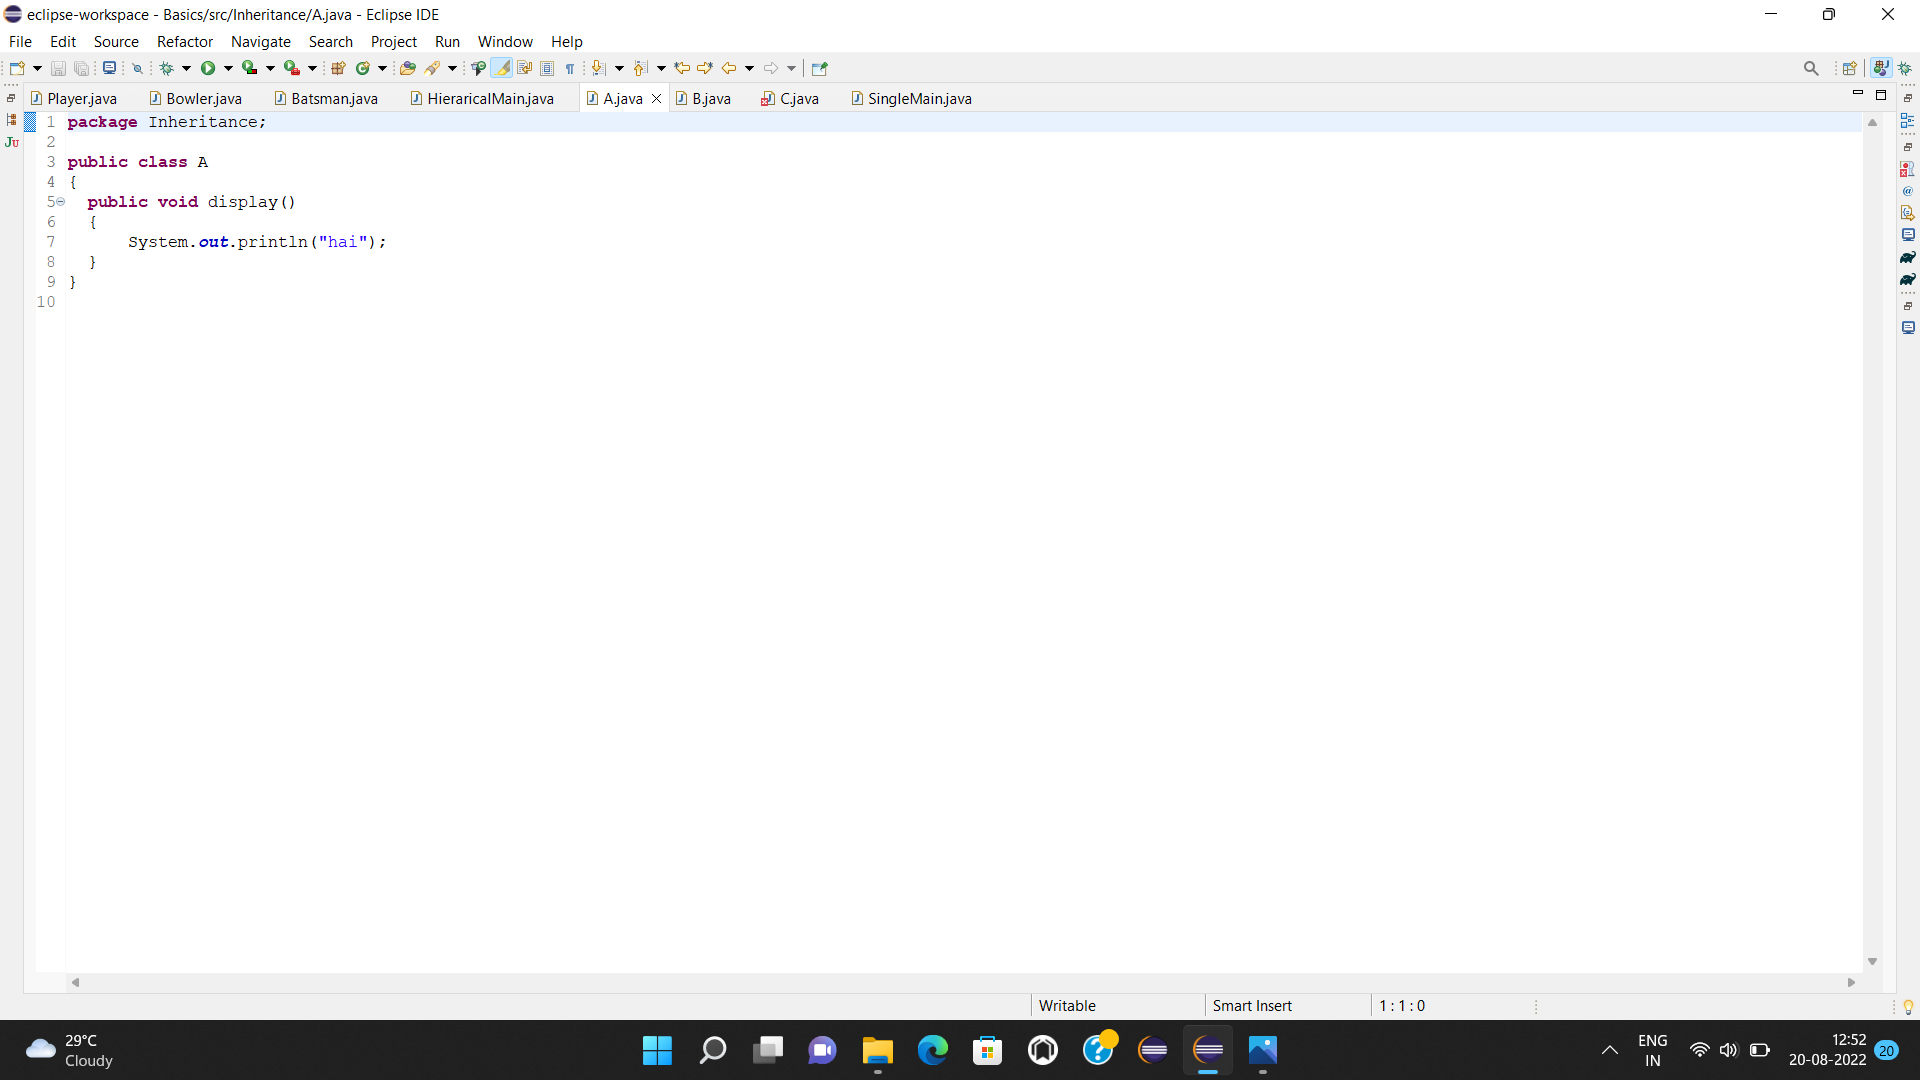 eclipse-workspace - Basics/src/Inheritance/A.java - Eclipse IDE
File Edit Source Refactor Navigate Search Project Run Window Help
Player.java Bowler.java Batsman.java HieraricalMain.java A.java B.java C.java SingleMain.java
1 package Inheritance;
2
3 public class A
4 {
5 public void display()
6 {
7 System.out.println("hai");
8 }
9 }
10
Writable Smart Insert 1 : 1 : 0
29°C
Cloudy
ENG
IN
12:52
20-08-2022
20